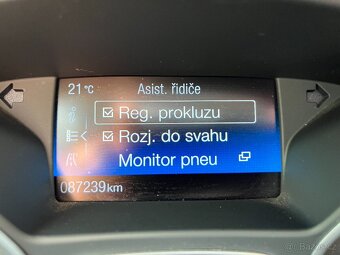 21°C Asist. řidiče
Reg. prokluzu
Rozj. do svahu
Monitor pneu
087239km